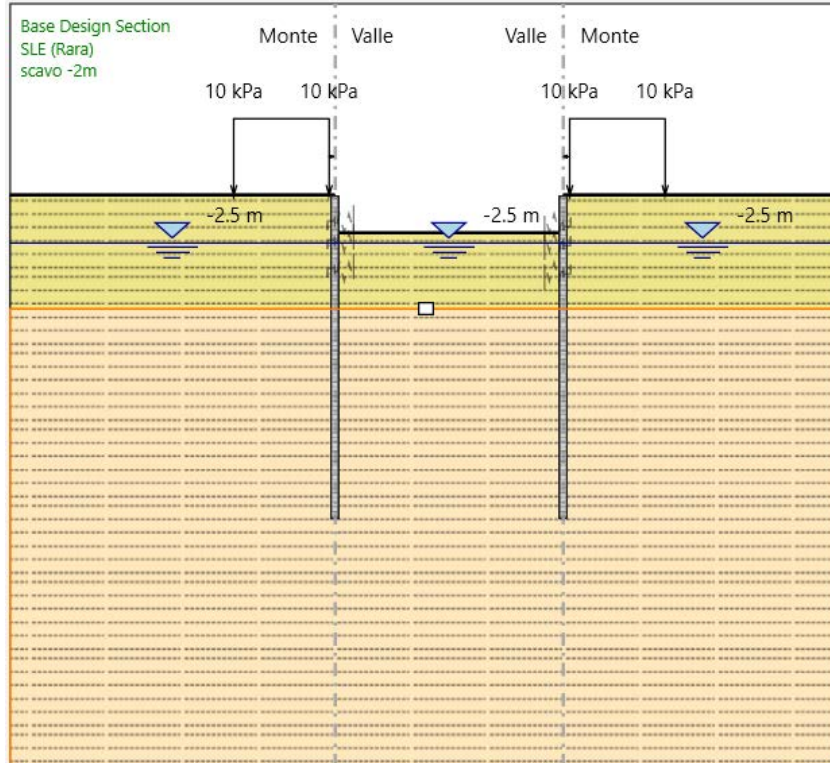 Base Design Section
SLE (Rara)
scavo -2m
Monte Valle Valle Monte
10 kPa 10 kPa 10 kPa 10 kPa
-2.5 m -2.5 m -2.5 m